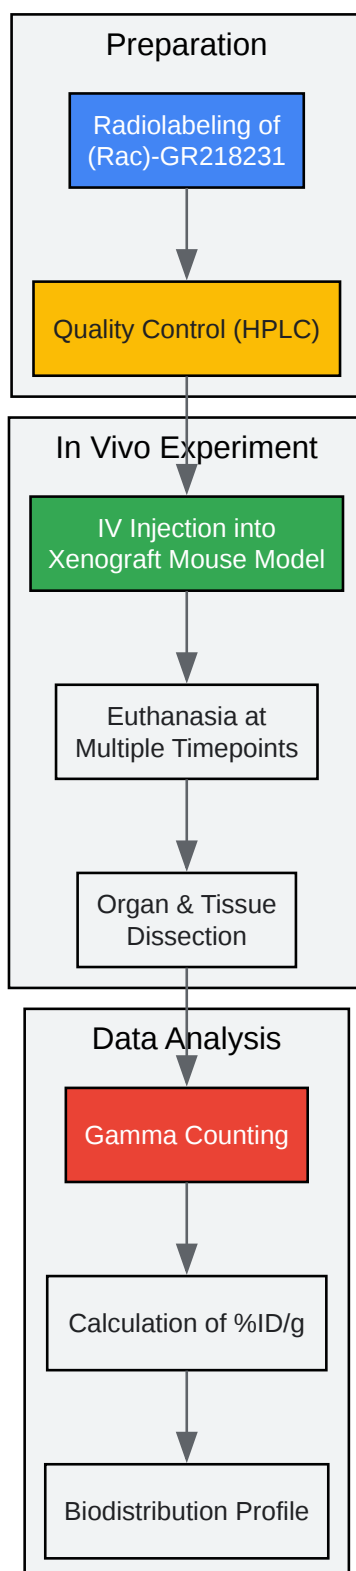 Preparation
Radiolabeling of
(Rac)-GR218231
Quality Control (HPLC)
In Vivo Experiment
IV Injection into
Xenograft Mouse Model
Euthanasia at
Multiple Timepoints
Organ & Tissue
Dissection
Data Analysis
Gamma Counting
Calculation of %ID/g
Biodistribution Profile